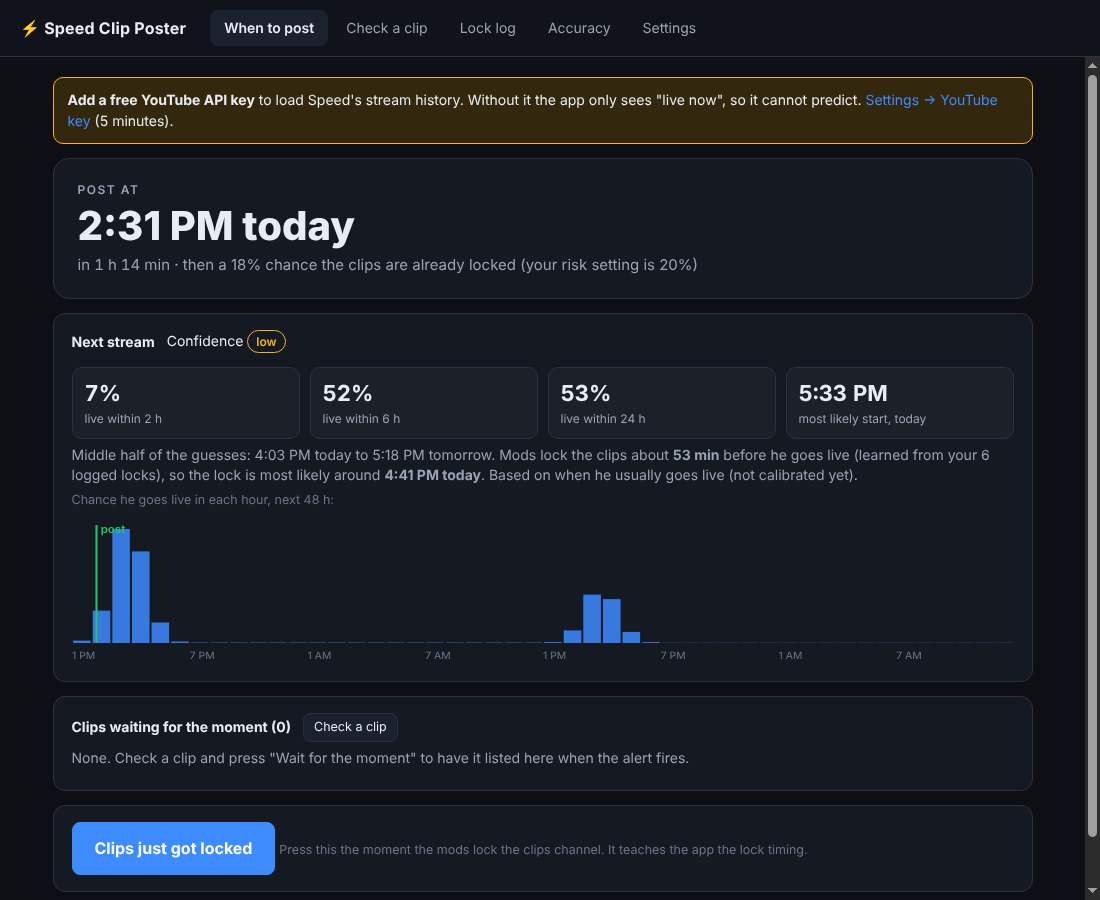 ⚡ Speed Clip Poster When to post Check a clip Lock log Accuracy Settings
Add a free YouTube API key to load Speed's stream history. Without it the app only sees "live now", so it cannot predict. Settings → YouTube
key (5 minutes).
POST AT
2:31 PM today
in 1 h 14 min · then a 18% chance the clips are already locked (your risk setting is 20%)
Next stream Confidence low
7% 52% 53% 5:33 PM
live within 2 h live within 6 h live within 24 h most likely start, today
Middle half of the guesses: 4:03 PM today to 5:18 PM tomorrow. Mods lock the clips about 53 min before he goes live (learned from your 6
logged locks), so the lock is most likely around 4:41 PM today. Based on when he usually goes live (not calibrated yet).
Chance he goes live in each hour, next 48 h:
post
1 PM 7 PM 1 AM 7 AM 1 PM 7 PM 1 AM 7 AM
Clips waiting for the moment (0) Check a clip
None. Check a clip and press "Wait for the moment" to have it listed here when the alert fires.
Clips just got locked Press this the moment the mods lock the clips channel. It teaches the app the lock timing.